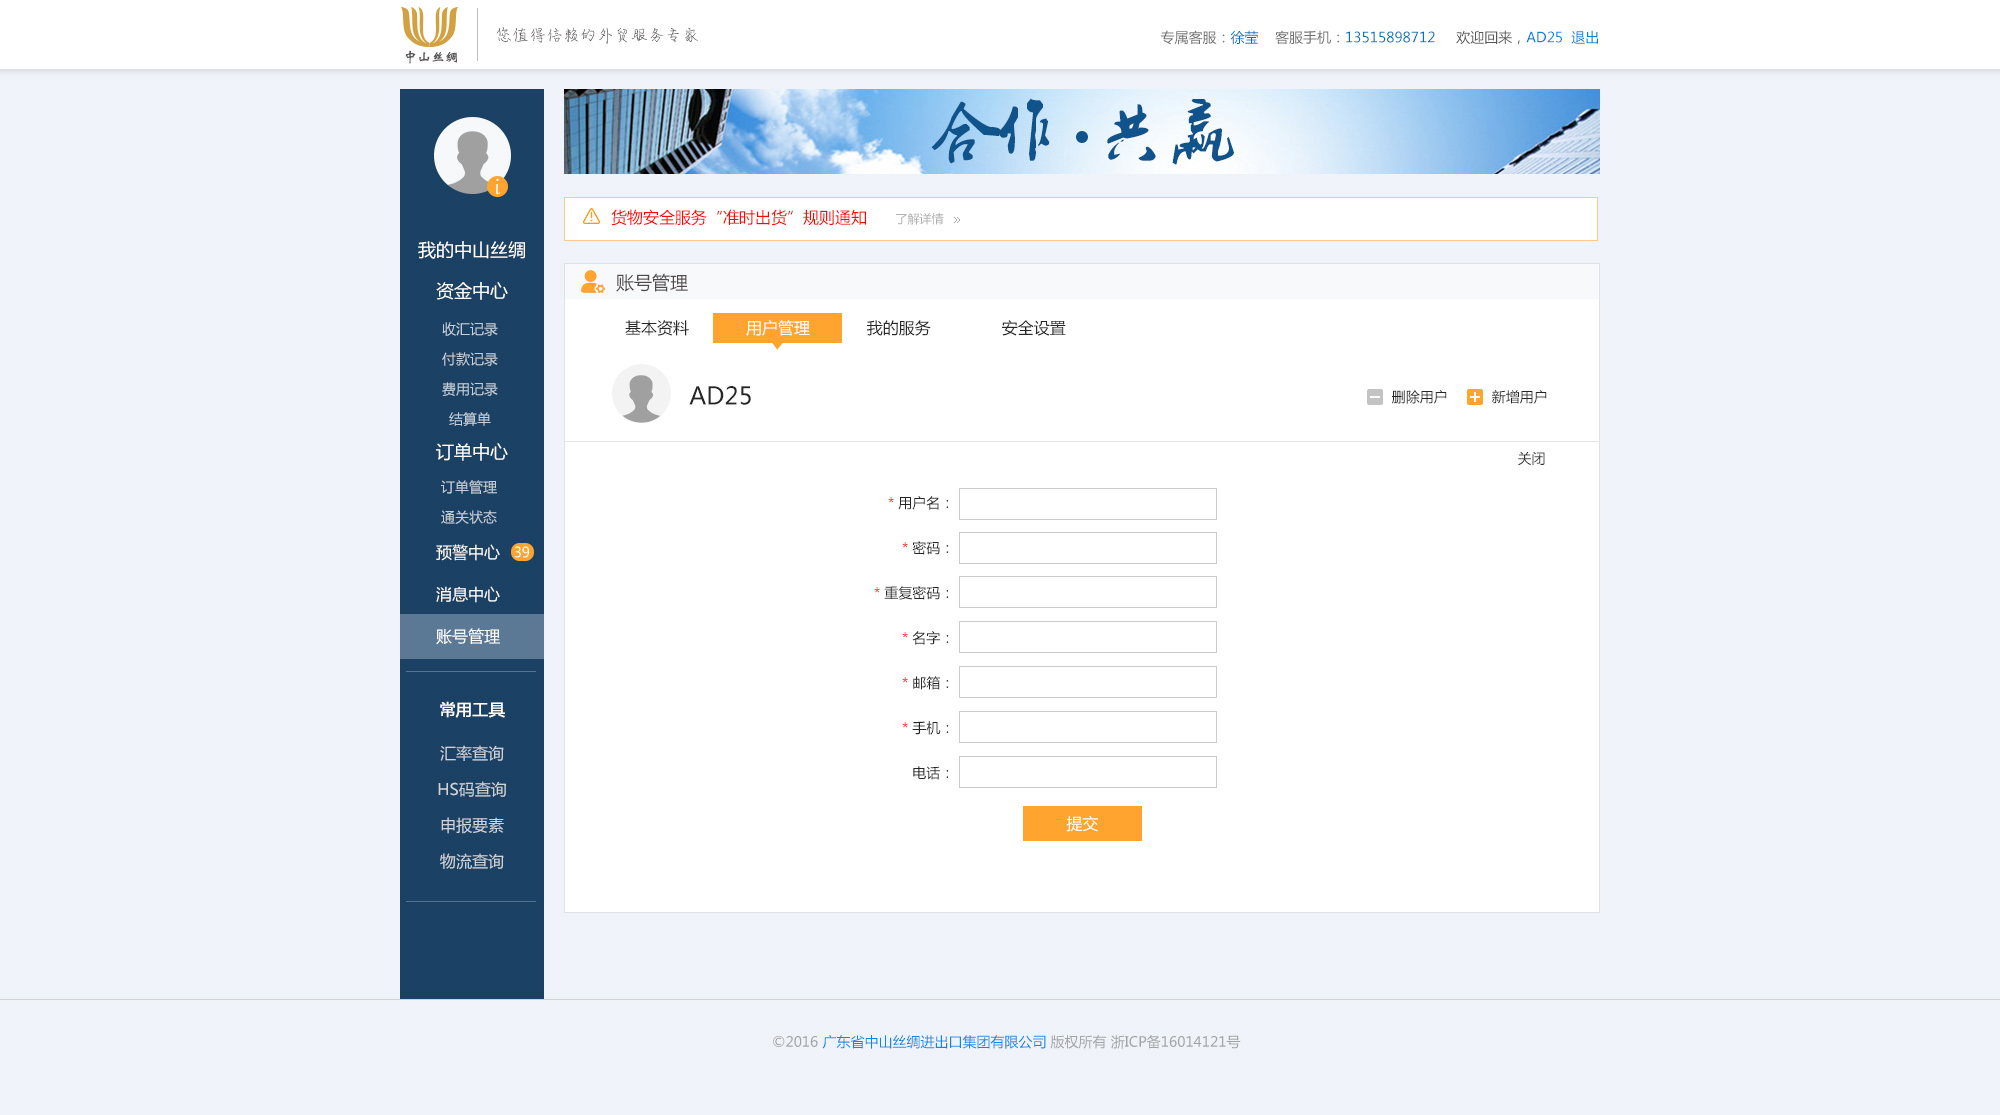 中山丝绸
您值得信赖的外贸服务专家
专属客服：徐莹 客服手机：13515898712 欢迎回来，AD25 退出
合作·共赢
我的中山丝绸
资金中心
收汇记录
付款记录
费用记录
结算单
订单中心
订单管理
通关状态
预警中心 39
消息中心
账号管理
常用工具
汇率查询
HS码查询
申报要素
物流查询
货物安全服务“准时出货”规则通知 了解详情 »
账号管理
基本资料 用户管理 我的服务 安全设置
AD25
删除用户 新增用户
关闭
* 用户名：
* 密码：
* 重复密码：
* 名字：
* 邮箱：
* 手机：
电话：
提交
©2016 广东省中山丝绸进出口集团有限公司 版权所有 浙ICP备16014121号